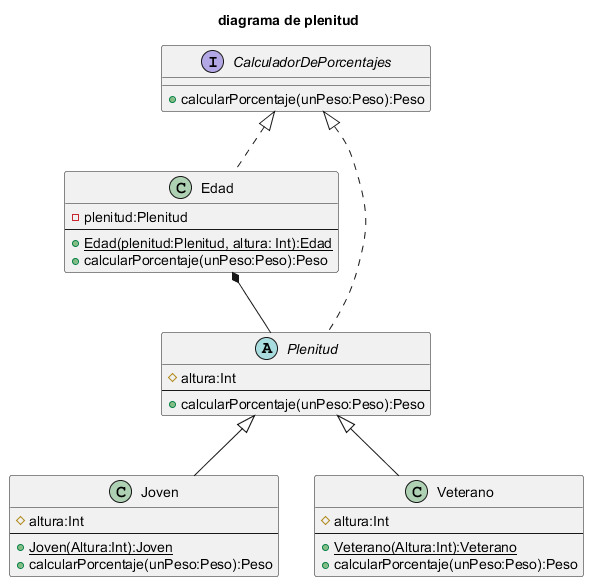 diagrama de plenitud
I CalculadorDePorcentajes
calcularPorcentaje(unPeso:Peso):Peso
C Edad
plenitud:Plenitud
Edad(plenitud:Plenitud, altura: Int):Edad
calcularPorcentaje(unPeso:Peso):Peso
A Plenitud
altura:Int
calcularPorcentaje(unPeso:Peso):Peso
C Joven
altura:Int
Joven(Altura:Int):Joven
calcularPorcentaje(unPeso:Peso):Peso
C Veterano
altura:Int
Veterano(Altura:Int):Veterano
calcularPorcentaje(unPeso:Peso):Peso